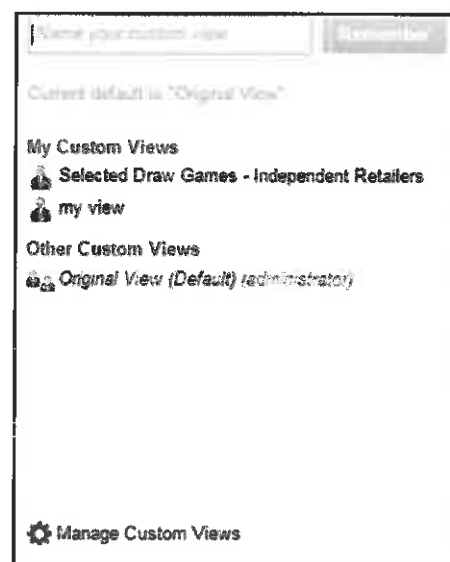 Name your custom view
Remember
Current default is "Original View"
My Custom Views
Selected Draw Games - Independent Retailers
my view
Other Custom Views
Original View (Default) (administrator)
Manage Custom Views